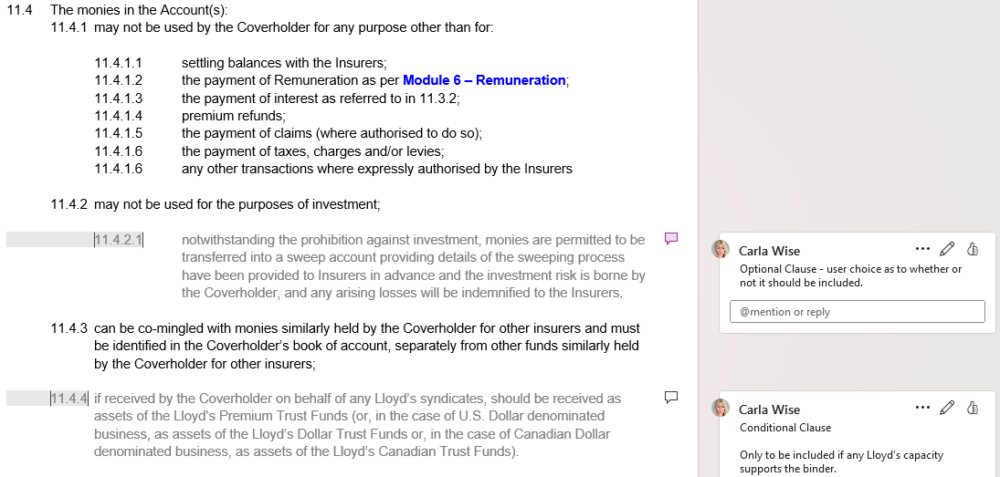 11.4 The monies in the Account(s):
11.4.1 may not be used by the Coverholder for any purpose other than for:
11.4.1.1 settling balances with the Insurers;
11.4.1.2 the payment of Remuneration as per Module 6 – Remuneration;
11.4.1.3 the payment of interest as referred to in 11.3.2;
11.4.1.4 premium refunds;
11.4.1.5 the payment of claims (where authorised to do so);
11.4.1.6 the payment of taxes, charges and/or levies;
11.4.1.6 any other transactions where expressly authorised by the Insurers
11.4.2 may not be used for the purposes of investment;
11.4.2.1 notwithstanding the prohibition against investment, monies are permitted to be
transferred into a sweep account providing details of the sweeping process
have been provided to Insurers in advance and the investment risk is borne by
the Coverholder, and any arising losses will be indemnified to the Insurers.
11.4.3 can be co-mingled with monies similarly held by the Coverholder for other insurers and must
be identified in the Coverholder's book of account, separately from other funds similarly held
by the Coverholder for other insurers;
11.4.4 if received by the Coverholder on behalf of any Lloyd's syndicates, should be received as
assets of the Lloyd's Premium Trust Funds (or, in the case of U.S. Dollar denominated
business, as assets of the Lloyd's Dollar Trust Funds or, in the case of Canadian Dollar
denominated business, as assets of the Lloyd's Canadian Trust Funds).
Carla Wise
Optional Clause - user choice as to whether or
not it should be included.
@mention or reply
Carla Wise
Conditional Clause
Only to be included if any Lloyd's capacity
supports the binder.